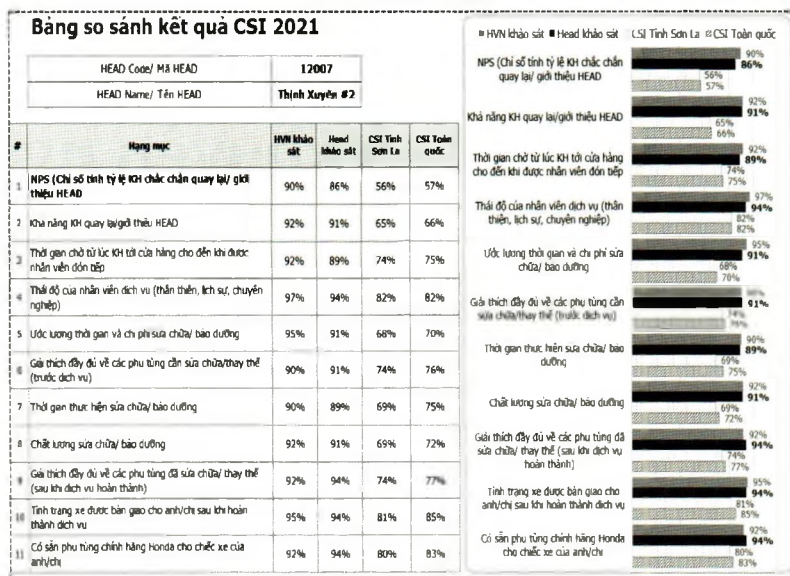 Bảng so sánh kết quả CSI 2021
HEAD Code/ Mã HEAD 12007
HEAD Name/ Tên HEAD Thịnh Xuyên #2
# Hạng mục HVN khảo sát Head khảo sát CSI Tỉnh Sơn La CSI Toàn quốc
1 NPS (Chỉ số tính tỷ lệ KH chắc chắn quay lại/ giới thiệu HEAD 90% 86% 56% 57%
2 Khả năng KH quay lại/giới thiệu HEAD 92% 91% 65% 66%
3 Thời gian chờ từ lúc KH tới cửa hàng cho đến khi được nhân viên đón tiếp 92% 89% 74% 75%
4 Thái độ của nhân viên dịch vụ (thân thiện, lịch sự, chuyên nghiệp) 97% 94% 82% 82%
5 Ước lượng thời gian và chi phí sửa chữa/ bảo dưỡng 95% 91% 68% 70%
6 Giải thích đầy đủ về các phụ tùng cần sửa chữa/thay thế (trước dịch vụ) 90% 91% 74% 76%
7 Thời gian thực hiện sửa chữa/ bảo dưỡng 90% 89% 69% 75%
8 Chất lượng sửa chữa/ bảo dưỡng 92% 91% 69% 72%
9 Giải thích đầy đủ về các phụ tùng đã sửa chữa/ thay thế (sau khi dịch vụ hoàn thành) 92% 94% 74% 77%
10 Tình trạng xe được bàn giao cho anh/chị sau khi hoàn thành dịch vụ 95% 94% 81% 85%
11 Có sẵn phụ tùng chính hãng Honda cho chiếc xe của anh/chị 92% 94% 80% 83%
HVN khảo sát Head khảo sát CSI Tỉnh Sơn La CSI Toàn quốc
NPS (Chỉ số tính tỷ lệ KH chắc chắn
quay lại/ giới thiệu HEAD
90%
86%
56%
57%
Khả năng KH quay lại/giới thiệu HEAD
92%
91%
65%
66%
Thời gian chờ từ lúc KH tới cửa hàng
cho đến khi được nhân viên đón tiếp
92%
89%
74%
75%
Thái độ của nhân viên dịch vụ (thân
thiện, lịch sự, chuyên nghiệp)
97%
94%
82%
82%
Ước lượng thời gian và chi phí sửa
chữa/ bảo dưỡng
95%
91%
68%
70%
Giải thích đầy đủ về các phụ tùng cần
sửa chữa/thay thế (trước dịch vụ)
90%
91%
74%
76%
Thời gian thực hiện sửa chữa/ bảo
dưỡng
90%
89%
69%
75%
Chất lượng sửa chữa/ bảo dưỡng
92%
91%
69%
72%
Giải thích đầy đủ về các phụ tùng đã
sửa chữa/ thay thế (sau khi dịch vụ
hoàn thành)
92%
94%
74%
77%
Tình trạng xe được bàn giao cho
anh/chị sau khi hoàn thành dịch vụ
95%
94%
81%
85%
Có sẵn phụ tùng chính hãng Honda
cho chiếc xe của anh/chị
92%
94%
80%
83%